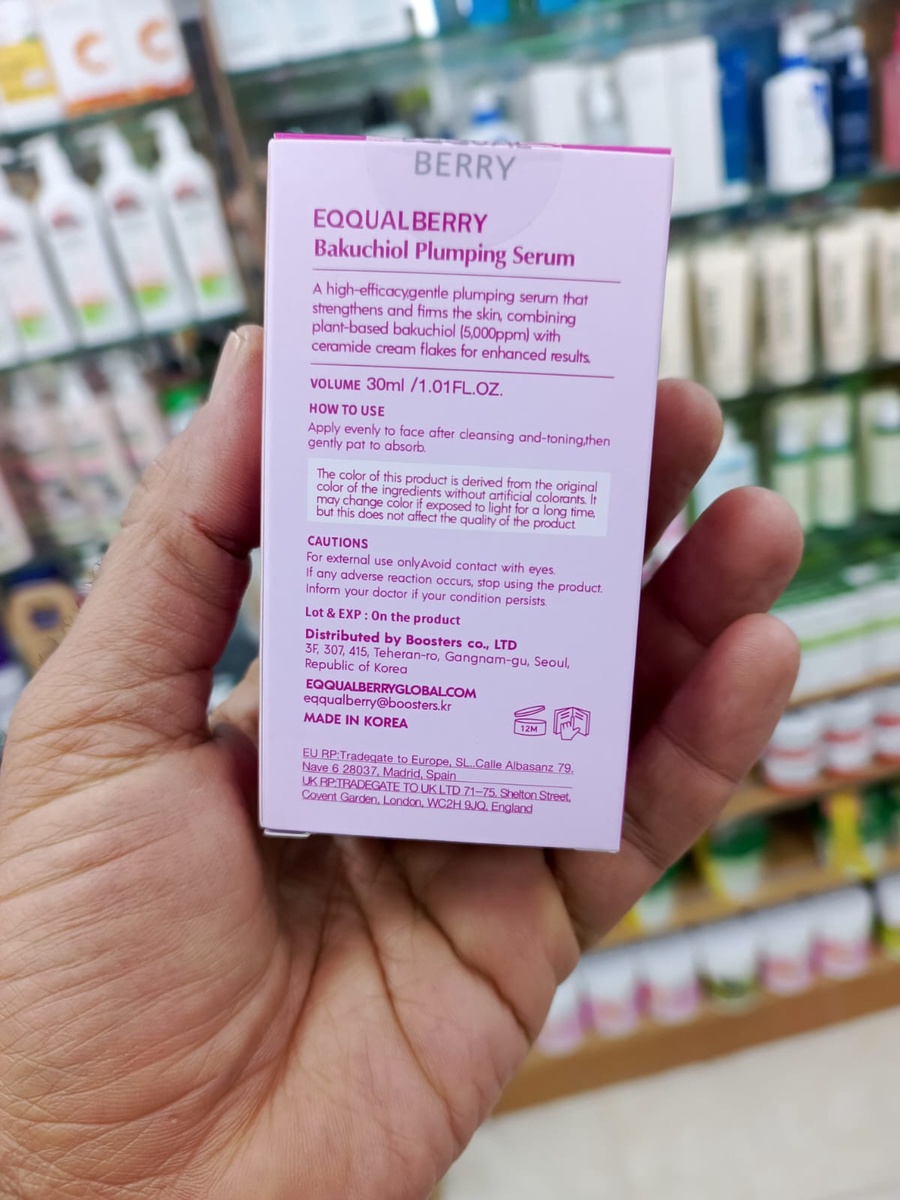 BERRY
EQQUALBERRY
Bakuchiol Plumping Serum
A high-efficacygentle plumping serum that
strengthens and firms the skin, combining
plant-based bakuchiol (5,000ppm) with
ceramide cream flakes for enhanced results.
VOLUME 30ml /1.01FL.OZ.
HOW TO USE
Apply evenly to face after cleansing and-toning,then
gently pat to absorb.
The color of this product is derived from the original
color of the ingredients without artificial colorants. It
may change color if exposed to light for a long time,
but this does not affect the quality of the product.
CAUTIONS
For external use onlyAvoid contact with eyes.
If any adverse reaction occurs, stop using the product.
Inform your doctor if your condition persists.
Lot & EXP : On the product
Distributed by Boosters co., LTD
3F, 307, 415, Teheran-ro, Gangnam-gu, Seoul,
Republic of Korea
EQQUALBERRYGLOBAL.COM
eqqualberry@boosters.kr
MADE IN KOREA
12M
EU RP:Tradegate to Europe, SL..Calle Albasanz 79,
Nave 6 28037, Madrid, Spain
UK RP:TRADEGATE TO UK LTD 71-75, Shelton Street,
Covent Garden, London, WC2H 9JQ, England